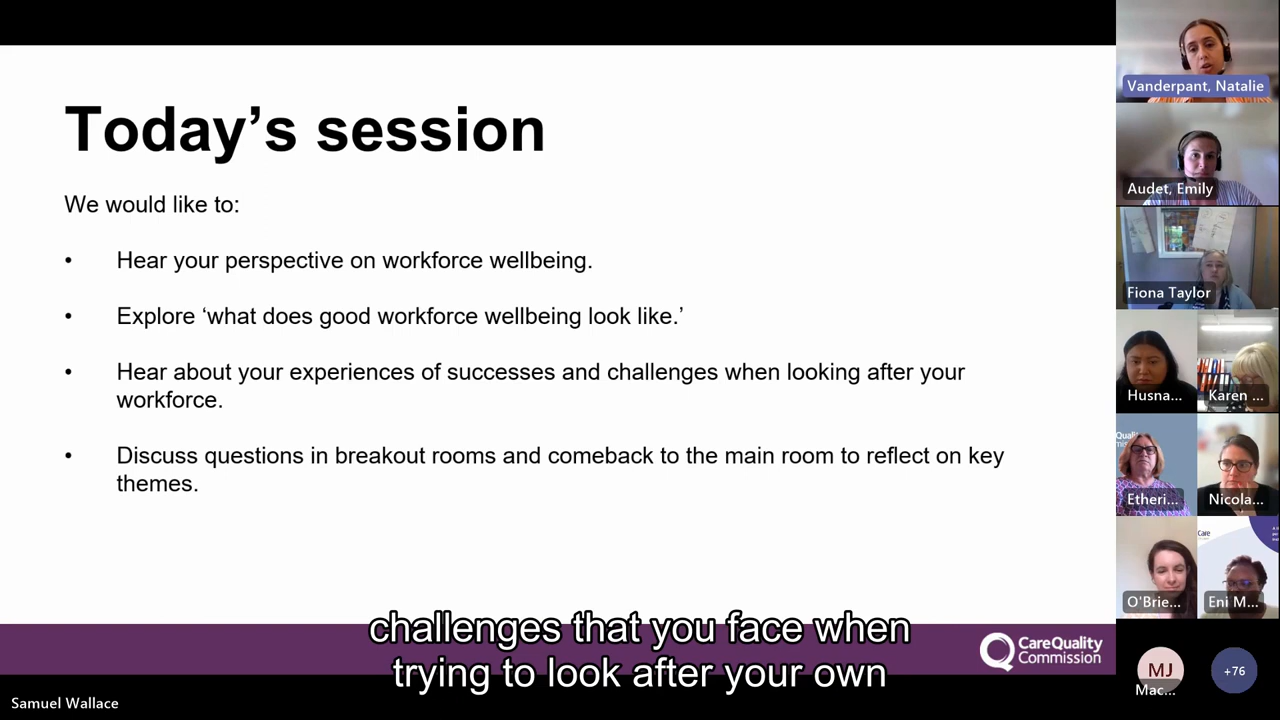 Today's session
We would like to:
• Hear your perspective on workforce wellbeing.
• Explore ‘what does good workforce wellbeing look like.’
• Hear about your experiences of successes and challenges when looking after your
workforce.
• Discuss questions in breakout rooms and comeback to the main room to reflect on key
themes.
challenges that you face when
trying to look after your own
CareQuality
Commission
Samuel Wallace
Vanderpant, Natalie
Audet, Emily
Fiona Taylor
Husna...
Karen ...
Etheri...
Nicola...
O'Brie...
Eni M...
MJ
Mac...
+76